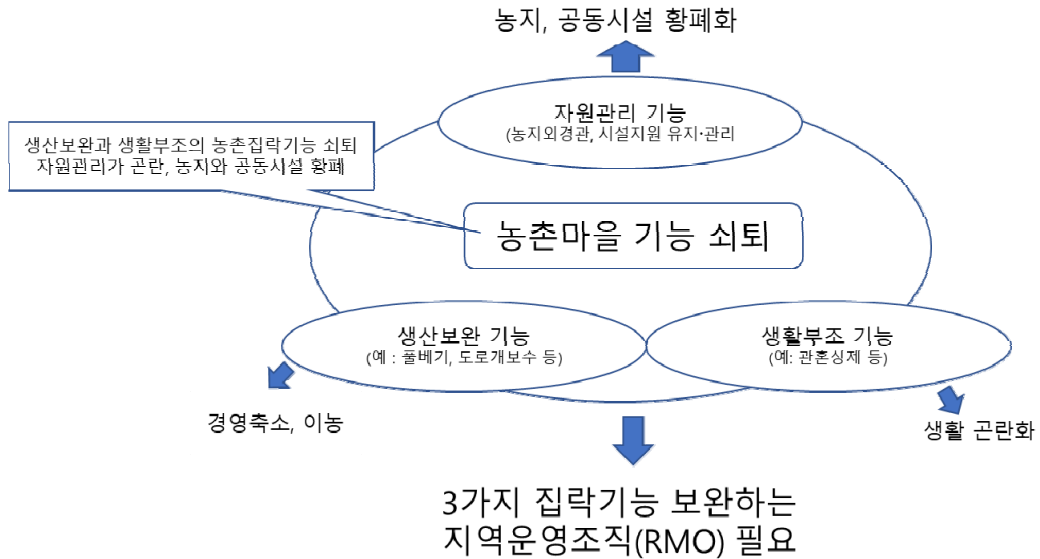 농지, 공동시설 황폐화
자원관리 기능
(농지외경관, 시설지원 유지·관리
생산보완과 생활부조의 농촌집락기능 쇠퇴
자원관리가 곤란, 농지와 공동시설 황폐
농촌마을 기능 쇠퇴
생산보완 기능
(예 : 풀베기, 도로개보수 등)
생활부조 기능
(예: 관혼상제 등)
경영축소, 이농
생활 곤란화
3가지 집락기능 보완하는
지역운영조직(RMO) 필요